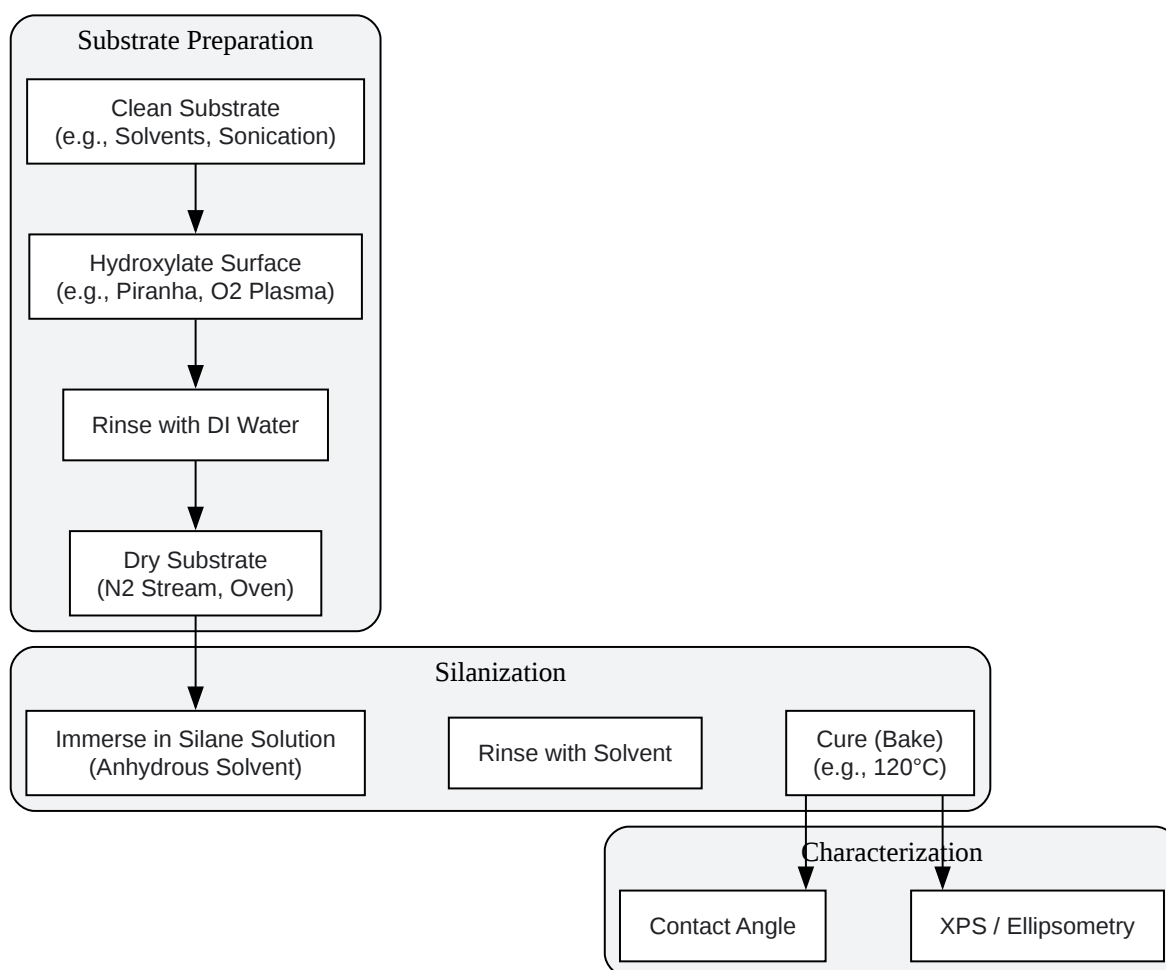 Substrate Preparation
Clean Substrate
(e.g., Solvents, Sonication)
Hydroxylate Surface
(e.g., Piranha, O2 Plasma)
Rinse with DI Water
Dry Substrate
(N2 Stream, Oven)
Silanization
Immerse in Silane Solution
(Anhydrous Solvent)
Rinse with Solvent
Cure (Bake)
(e.g., 120°C)
Characterization
Contact Angle
XPS / Ellipsometry